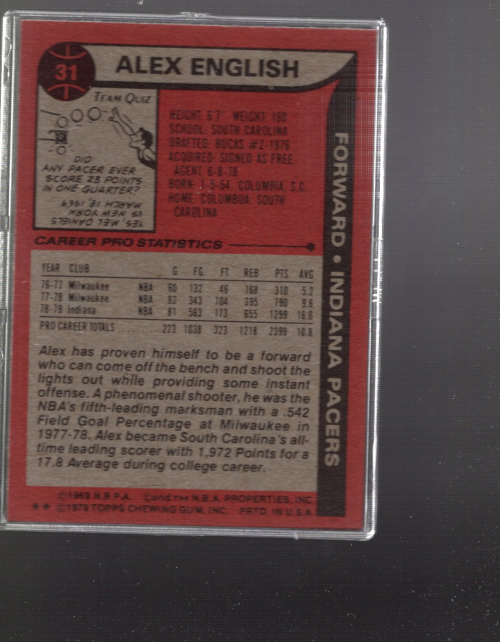 31
ALEX ENGLISH
TEAM QUIZ
DID
ANY PACER EVER
SCORE 23 POINTS
IN ONE QUARTER?
YES, MEL DANIELS
VS NEW YORK
MARCH 18, 1969
HEIGHT: 6'7" WEIGHT: 190
SCHOOL: SOUTH CAROLINA
DRAFTED: BUCKS #2-1976
ACQUIRED: SIGNED AS FREE
AGENT, 6-8-78
BORN: 1-5-54, COLUMBIA, S.C.
HOME: COLUMBIA, SOUTH
CAROLINA
FORWARD • INDIANA PACERS
CAREER PRO STATISTICS
YEAR CLUB G FG FT REB PTS AVG
76-77 Milwaukee NBA 60 132 46 168 310 5.2
77-78 Milwaukee NBA 82 343 104 395 790 9.6
78-79 Indiana NBA 81 563 173 655 1299 16.0
PRO CAREER TOTALS 223 1038 323 1218 2399 10.8
Alex has proven himself to be a forward
who can come off the bench and shoot the
lights out while providing some instant
offense. A phenomenal shooter, he was the
NBA's fifth-leading marksman with a .542
Field Goal Percentage at Milwaukee in
1977-78. Alex became South Carolina's all-
time leading scorer with 1,972 Points for a
17.8 Average during college career.
©1969 N.B.P.A. ©AND TM N.B.A. PROPERTIES, INC
** ©1979 TOPPS CHEWING GUM, INC. PRTD. IN U.S.A.